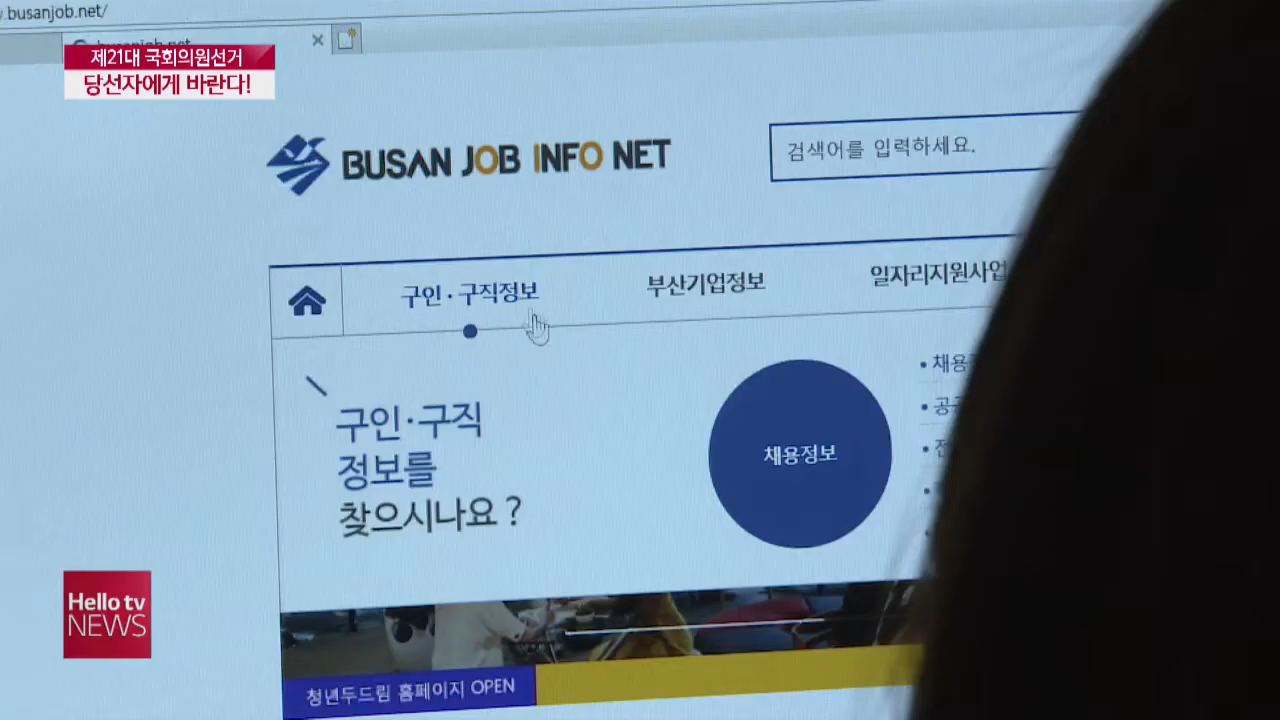 .busanjob.net/
busanjob.net
제21대 국회의원선거
당선자에게 바란다!
BUSAN JOB INFO NET
검색어를 입력하세요.
구인·구직정보
부산기업정보
일자리지원사업
구인·구직
정보를
찾으시나요?
채용정보
• 채용
Hello tv
NEWS
청년두드림 홈페이지 OPEN